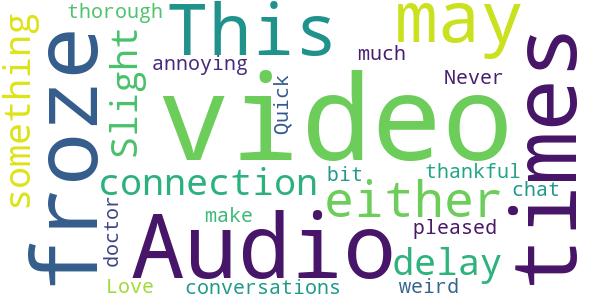 thorough
This
may
something
froze
Slight
annoying
much
Never
times
video
Quick
connection
bit
thankful
either
chat
doctor
make
Audio
pleased
delay
Love
conversations
weird